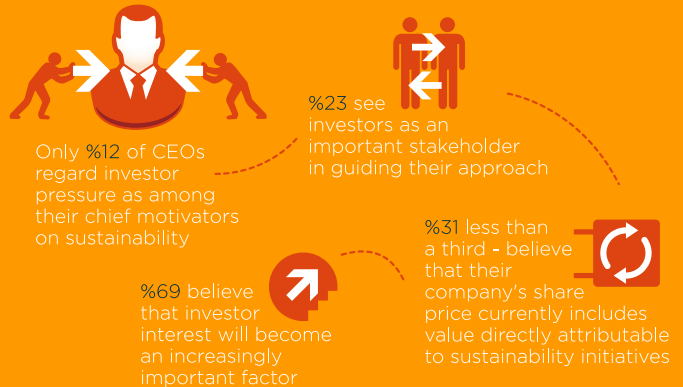 Only %12 of CEOs
regard investor
pressure as among
their chief motivators
on sustainability
%23 see
investors as an
important stakeholder
in guiding their approach
%31 less than
a third - believe
that their
company's share
price currently includes
value directly attributable
to sustainability initiatives
%69 believe
that investor
interest will become
an increasingly
important factor